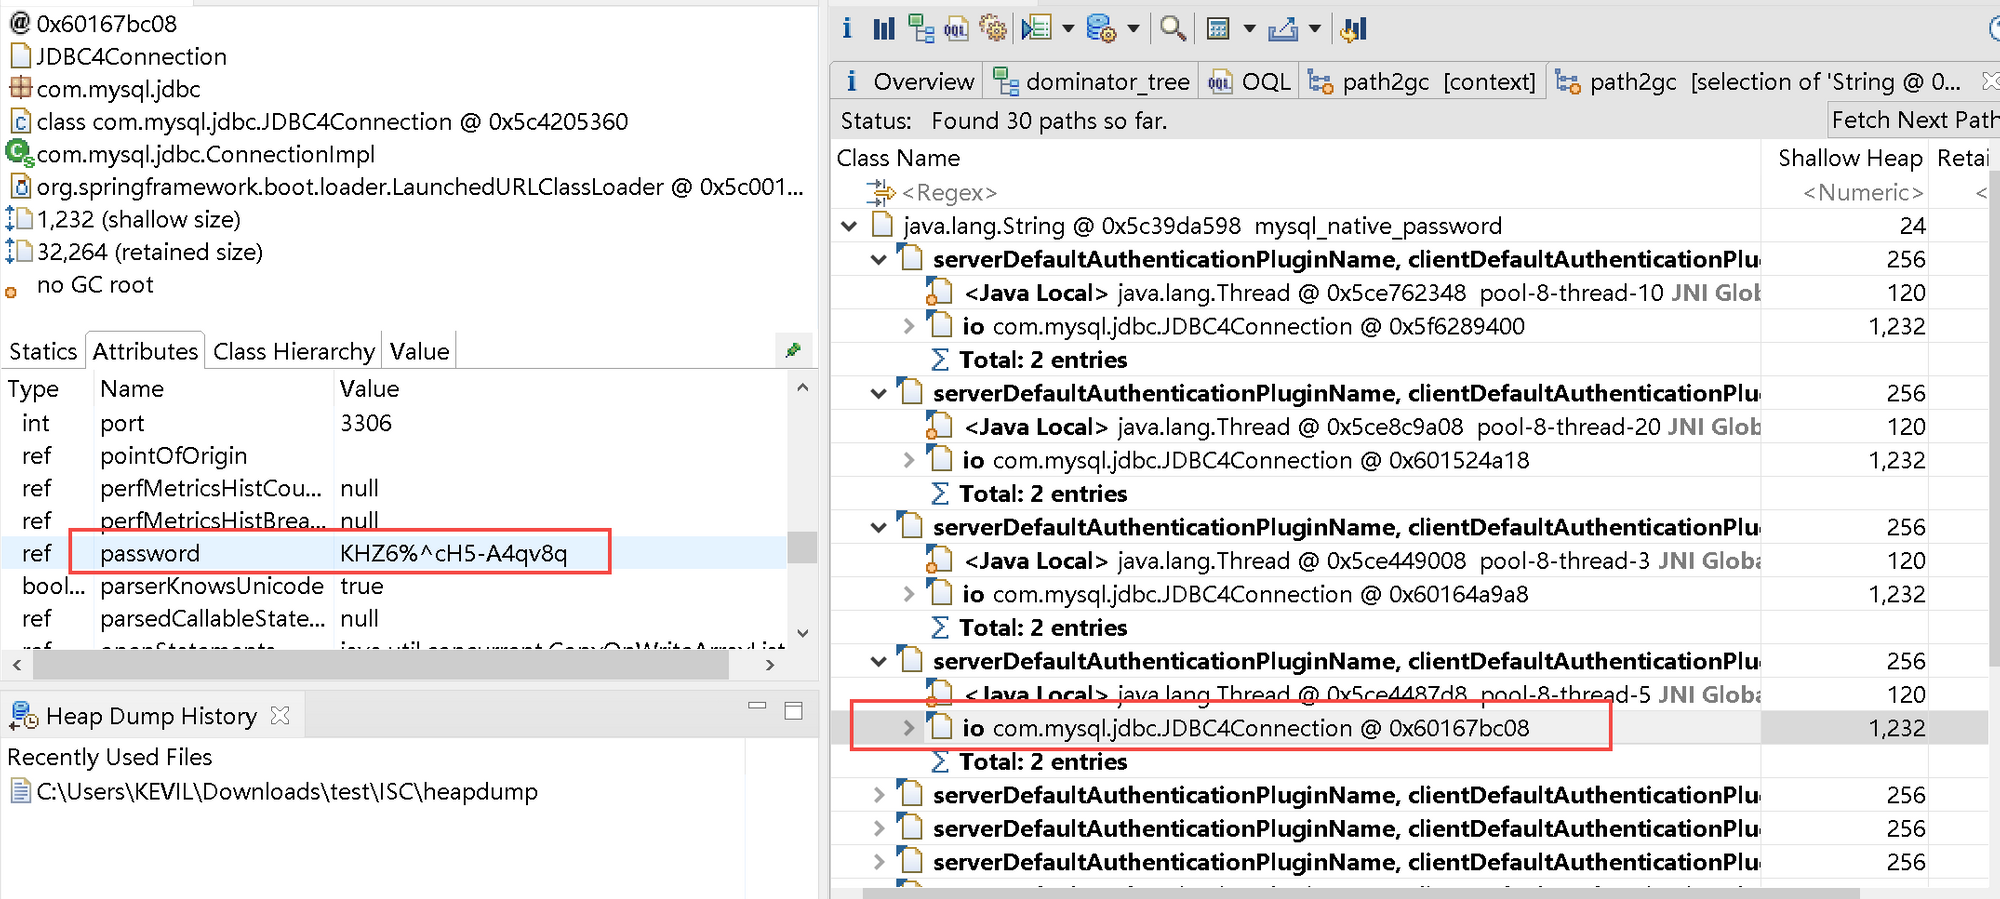 0x60167bc08
JDBC4Connection
com.mysql.jdbc
class com.mysql.jdbc.JDBC4Connection @ 0x5c4205360
com.mysql.jdbc.ConnectionImpl
org.springframework.boot.loader.LaunchedURLClassLoader @ 0x5c001...
1,232 (shallow size)
32,264 (retained size)
no GC root
Statics Attributes Class Hierarchy Value
Type Name Value
int port 3306
ref pointOfOrigin
ref perfMetricsHistCou... null
ref perfMetricsHistBrea... null
ref password KHZ6%^cH5-A4qv8q
bool... parserKnowsUnicode true
ref parsedCallableState... null
ref openStatements java.util.concurrent.CopyOnWriteArrayList
Heap Dump History
Recently Used Files
C:\Users\KEVIL\Downloads\test\ISC\heapdump
i OQL
i Overview dominator_tree OQL OQL path2gc [context] path2gc [selection of 'String @ 0...
Status: Found 30 paths so far.
Fetch Next Path
Class Name Shallow Heap Retai
<Regex> <Numeric> <
java.lang.String @ 0x5c39da598 mysql_native_password 24
serverDefaultAuthenticationPluginName, clientDefaultAuthenticationPlu 256
<Java Local> java.lang.Thread @ 0x5ce762348 pool-8-thread-10 JNI Glob 120
io com.mysql.jdbc.JDBC4Connection @ 0x5f6289400 1,232
Σ Total: 2 entries
serverDefaultAuthenticationPluginName, clientDefaultAuthenticationPlu 256
<Java Local> java.lang.Thread @ 0x5ce8c9a08 pool-8-thread-20 JNI Glob 120
io com.mysql.jdbc.JDBC4Connection @ 0x601524a18 1,232
Σ Total: 2 entries
serverDefaultAuthenticationPluginName, clientDefaultAuthenticationPlu 256
<Java Local> java.lang.Thread @ 0x5ce449008 pool-8-thread-3 JNI Globa 120
io com.mysql.jdbc.JDBC4Connection @ 0x60164a9a8 1,232
Σ Total: 2 entries
serverDefaultAuthenticationPluginName, clientDefaultAuthenticationPlu 256
<Java Local> java.lang.Thread @ 0x5ce4487d8 pool-8-thread-5 JNI Globa 120
io com.mysql.jdbc.JDBC4Connection @ 0x60167bc08 1,232
Σ Total: 2 entries
serverDefaultAuthenticationPluginName, clientDefaultAuthenticationPlu 256
serverDefaultAuthenticationPluginName, clientDefaultAuthenticationPlu 256
serverDefaultAuthenticationPluginName, clientDefaultAuthenticationPlu 256